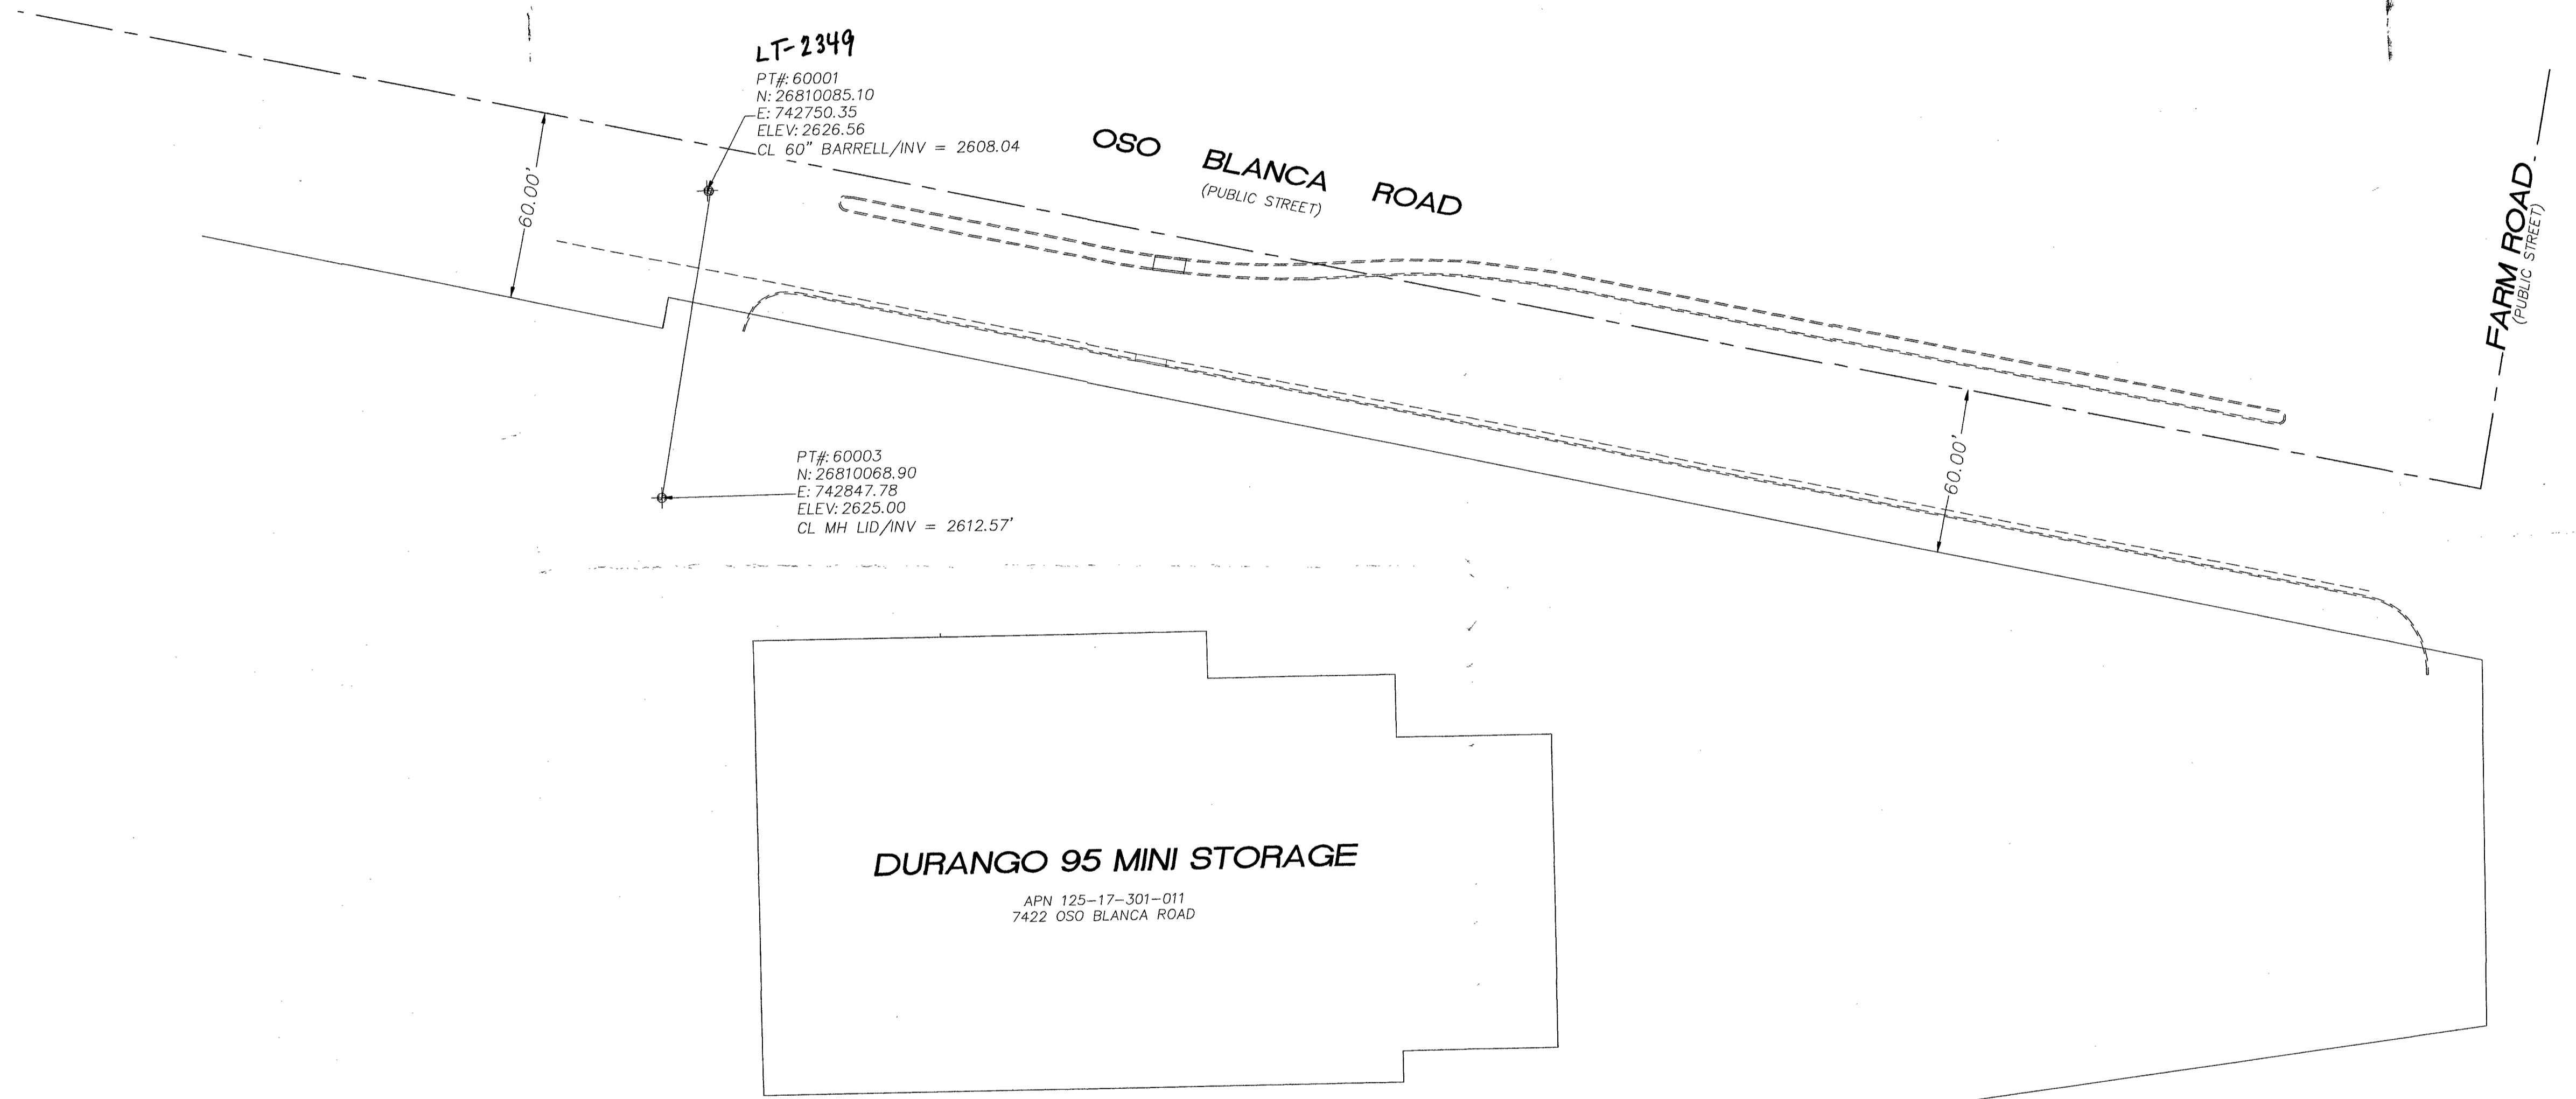 LT-2349
PT#: 60001
N: 26810085.10
E: 742750.35
ELEV: 2626.56
CL 60" BARRELL/INV = 2608.04
OSO BLANCA ROAD
(PUBLIC STREET)
60.00'
FARM ROAD
(PUBLIC STREET)
PT#: 60003
N: 26810068.90
E: 742847.78
ELEV: 2625.00
CL MH LID/INV = 2612.57'
60.00'
DURANGO 95 MINI STORAGE
APN 125-17-301-011
7422 OSO BLANCA ROAD